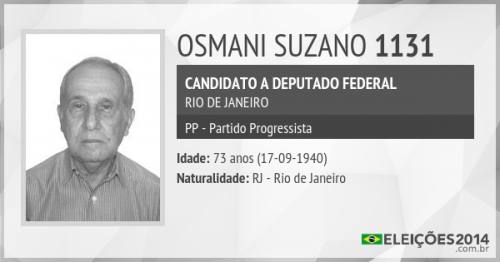 OSMANI SUZANO 1131
CANDIDATO A DEPUTADO FEDERAL
RIO DE JANEIRO
PP - Partido Progressista
Idade: 73 anos (17-09-1940)
Naturalidade: RJ - Rio de Janeiro
ELEIÇÕES2014
.com.br